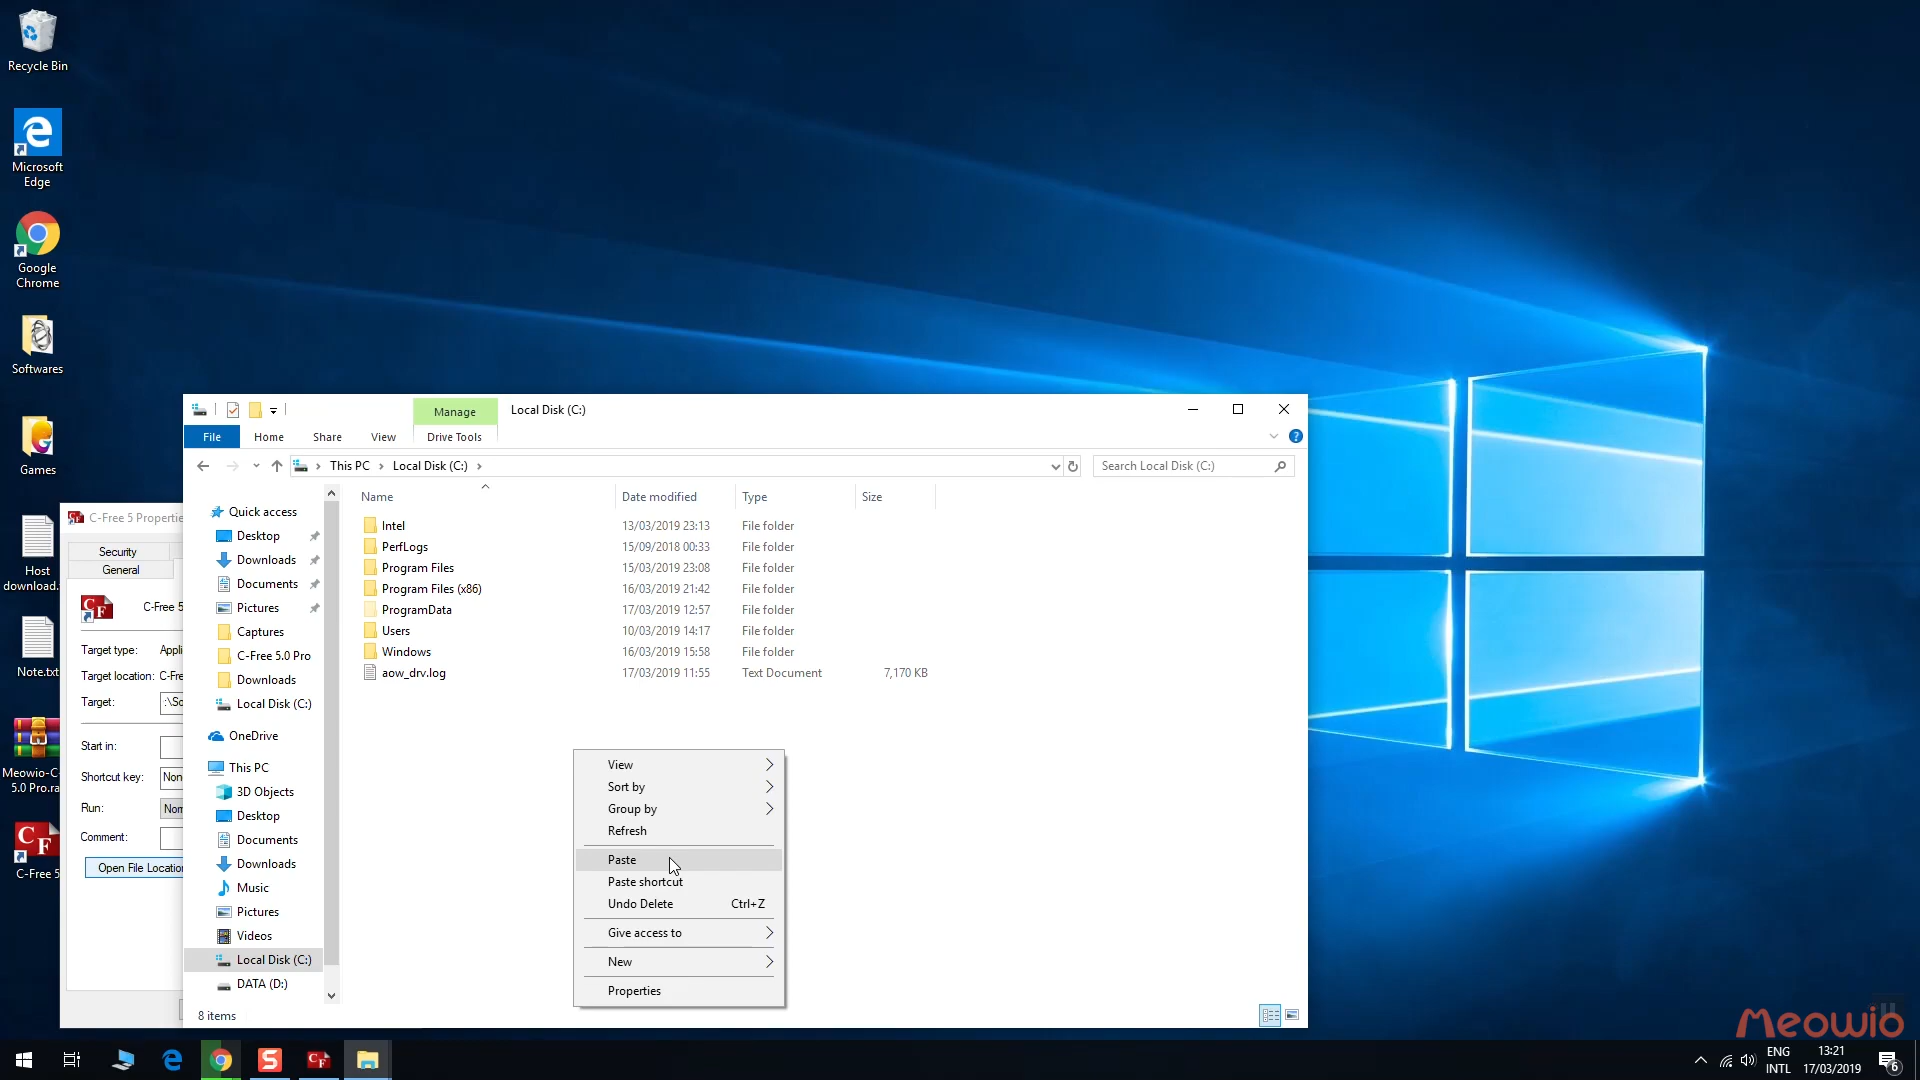 Recycle Bin
Microsoft
Edge
Google
Chrome
Softwares
Games
Host
download.
Note.txt
Meowio-C-
5.0 Pro.ra
C-Free 5
C-Free 5 Propertie
Security
General
C-Free 5
Target type: Appli
Target location: C-Fre
Target: :\So
Start in:
Shortcut key: Non
Run: Norm
Comment:
Open File Location
Manage
Local Disk (C:)
File
Home
Share
View
Drive Tools
This PC
Local Disk (C:)
Search Local Disk (C:)
Quick access
Desktop
Downloads
Documents
Pictures
Captures
C-Free 5.0 Pro
Downloads
Local Disk (C:)
OneDrive
This PC
3D Objects
Desktop
Documents
Downloads
Music
Pictures
Videos
Local Disk (C:)
DATA (D:)
Name Date modified Type Size
Intel 13/03/2019 23:13 File folder
PerfLogs 15/09/2018 00:33 File folder
Program Files 15/03/2019 23:08 File folder
Program Files (x86) 16/03/2019 21:42 File folder
ProgramData 17/03/2019 12:57 File folder
Users 10/03/2019 14:17 File folder
Windows 16/03/2019 15:58 File folder
aow_drv.log 17/03/2019 11:55 Text Document 7,170 KB
View
Sort by
Group by
Refresh
Paste
Paste shortcut
Undo Delete Ctrl+Z
Give access to
New
Properties
8 items
Meowio
ENG
INTL
13:21
17/03/2019
6